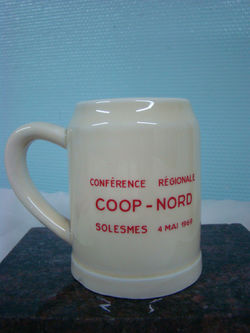 CONFÉRENCE RÉGIONALE
COOP - NORD
SOLESMES 4 MAI 1969